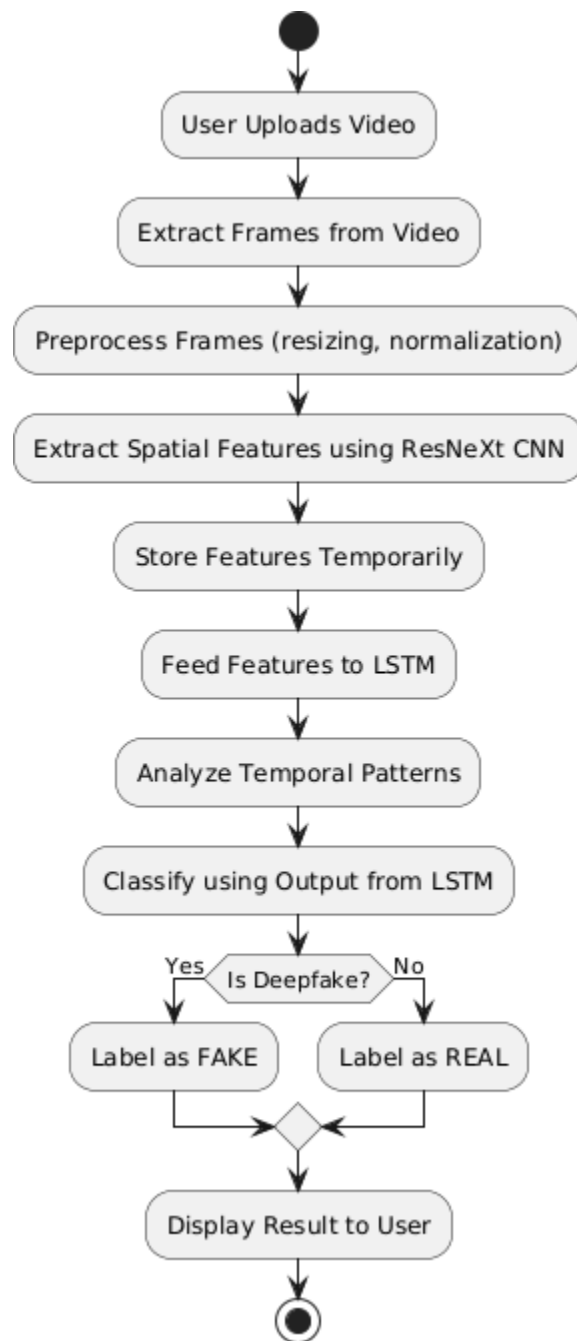 User Uploads Video
Extract Frames from Video
Preprocess Frames (resizing, normalization)
Extract Spatial Features using ResNeXt CNN
Store Features Temporarily
Feed Features to LSTM
Analyze Temporal Patterns
Classify using Output from LSTM
Yes
Is Deepfake?
No
Label as FAKE
Label as REAL
Display Result to User